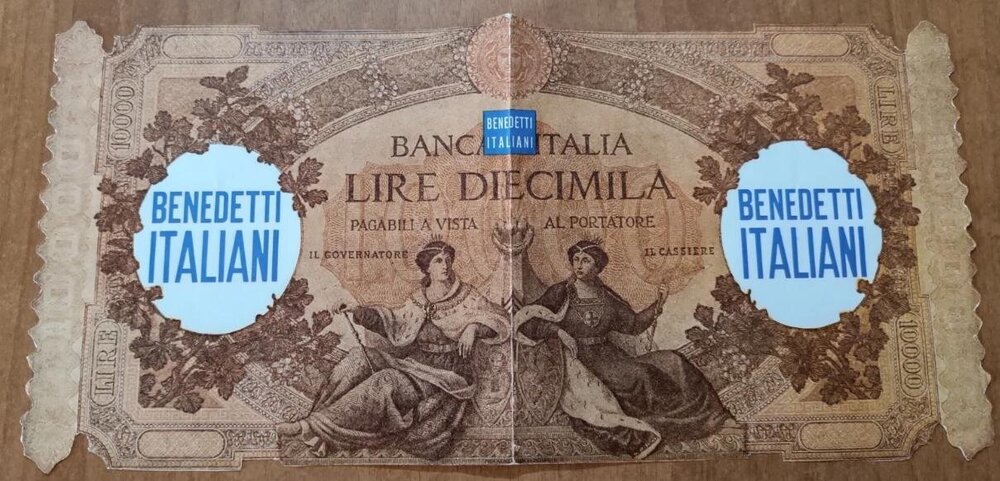 10000
LIRE
BENEDETTI
ITALIANI
BANCA
BENEDETTI
ITALIANI
ITALIA
LIRE DIECIMILA
PAGABILI A VISTA AL PORTATORE
IL GOVERNATORE
IL CASSIERE
BENEDETTI
ITALIANI
LIRE
10000